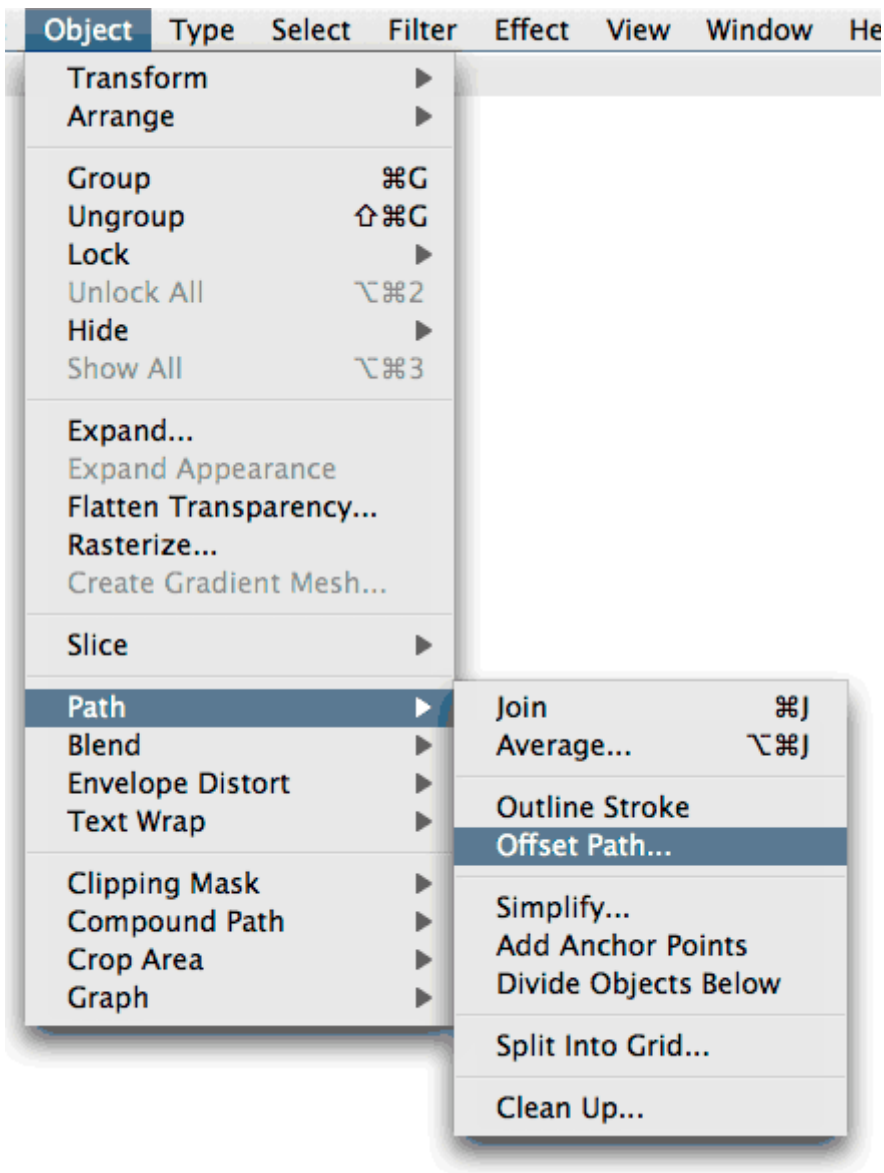 Object Type Select Filter Effect View Window He
Transform ▶
Arrange ▶
Group ⌘G
Ungroup ⇧⌘G
Lock ▶
Unlock All ⌥⌘2
Hide ▶
Show All ⌥⌘3
Expand...
Expand Appearance
Flatten Transparency...
Rasterize...
Create Gradient Mesh...
Slice ▶
Path ▶
Blend ▶
Envelope Distort ▶
Text Wrap ▶
Clipping Mask ▶
Compound Path ▶
Crop Area ▶
Graph ▶
Join ⌘J
Average... ⌥⌘J
Outline Stroke
Offset Path...
Simplify...
Add Anchor Points
Divide Objects Below
Split Into Grid...
Clean Up...